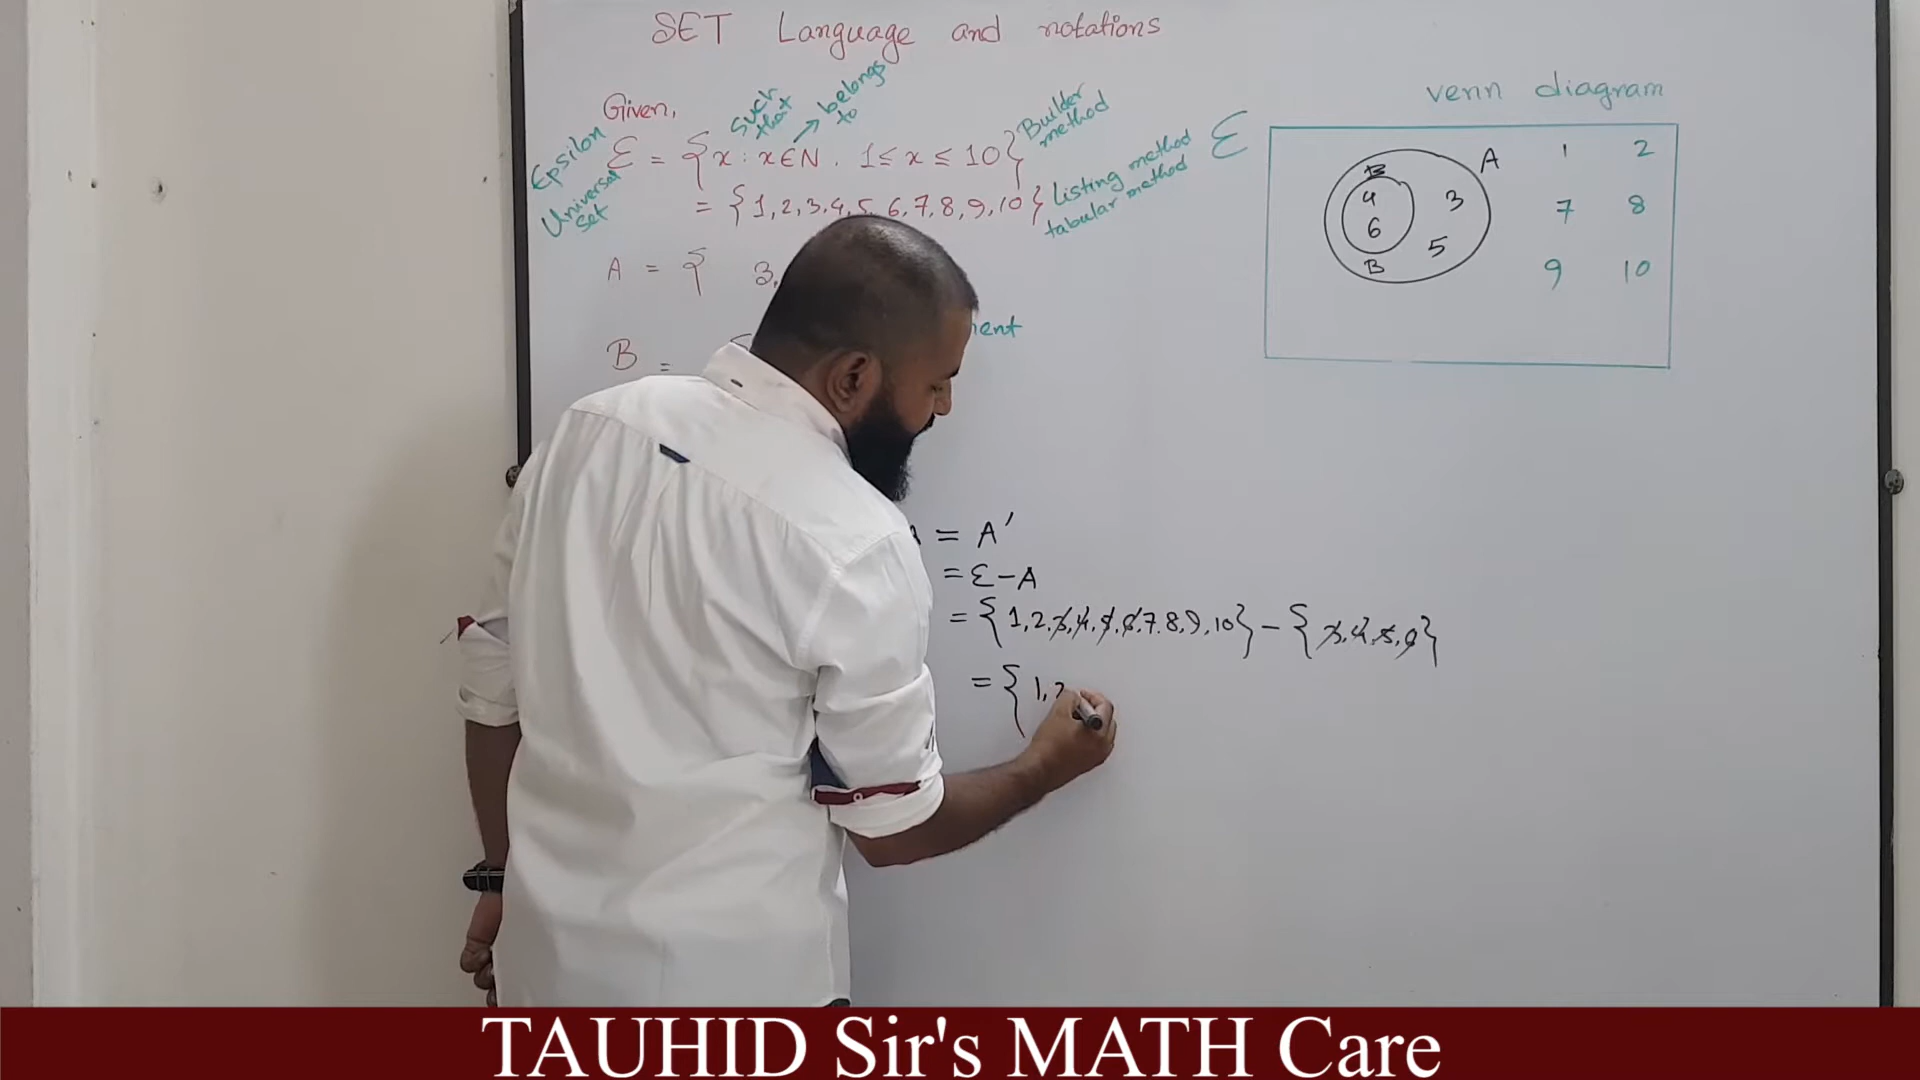 SET Language and notations
Given,
Such that
belongs to
Epsilon
Universal set
Ɛ = { x : x ∈ N . 1 ≤ x ≤ 10 }
Builder method
= { 1, 2, 3, 4, 5, 6, 7, 8, 9, 10 }
Listing method
tabular method
A = { 3,
B =
= A'
= Ɛ - A
= { 1, 2, 3, 4, 5, 6, 7, 8, 9, 10 } - { 3, 4, 5, 6 }
= { 1, 2
venn diagram
Ɛ
A 1 2
B
4 3 7 8
6 5
B 9 10
TAUHID Sir's MATH Care